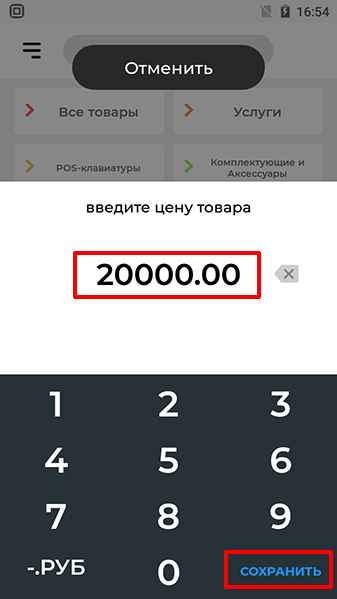 16:54
Отменить
Все товары
Услуги
POS-клавиатуры
Комплектующие и
Аксессуары
введите цену товара
20000.00
1 2 3
4 5 6
7 8 9
-.РУБ 0 СОХРАНИТЬ